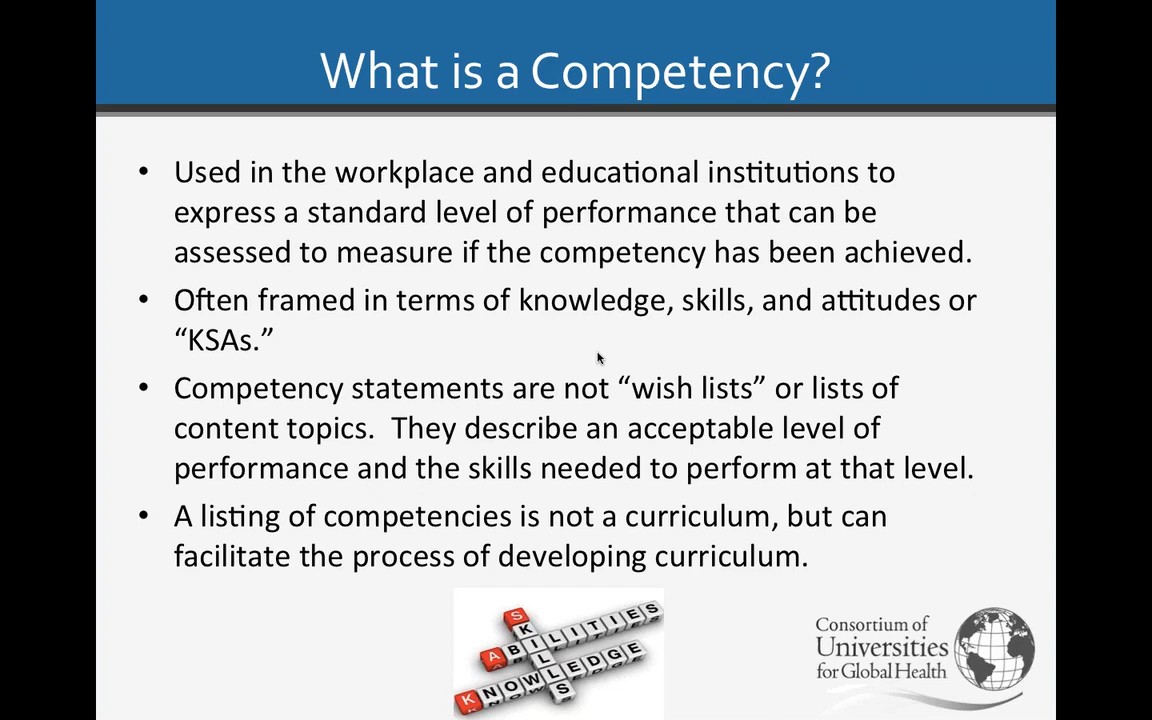 What is a Competency?
• Used in the workplace and educational institutions to
express a standard level of performance that can be
assessed to measure if the competency has been achieved.
• Often framed in terms of knowledge, skills, and attitudes or
“KSAs.”
• Competency statements are not “wish lists” or lists of
content topics.  They describe an acceptable level of
performance and the skills needed to perform at that level.
• A listing of competencies is not a curriculum, but can
facilitate the process of developing curriculum.
SKILLS
ABILITIES
KNOWLEDGE
Consortium of
Universities
for Global Health